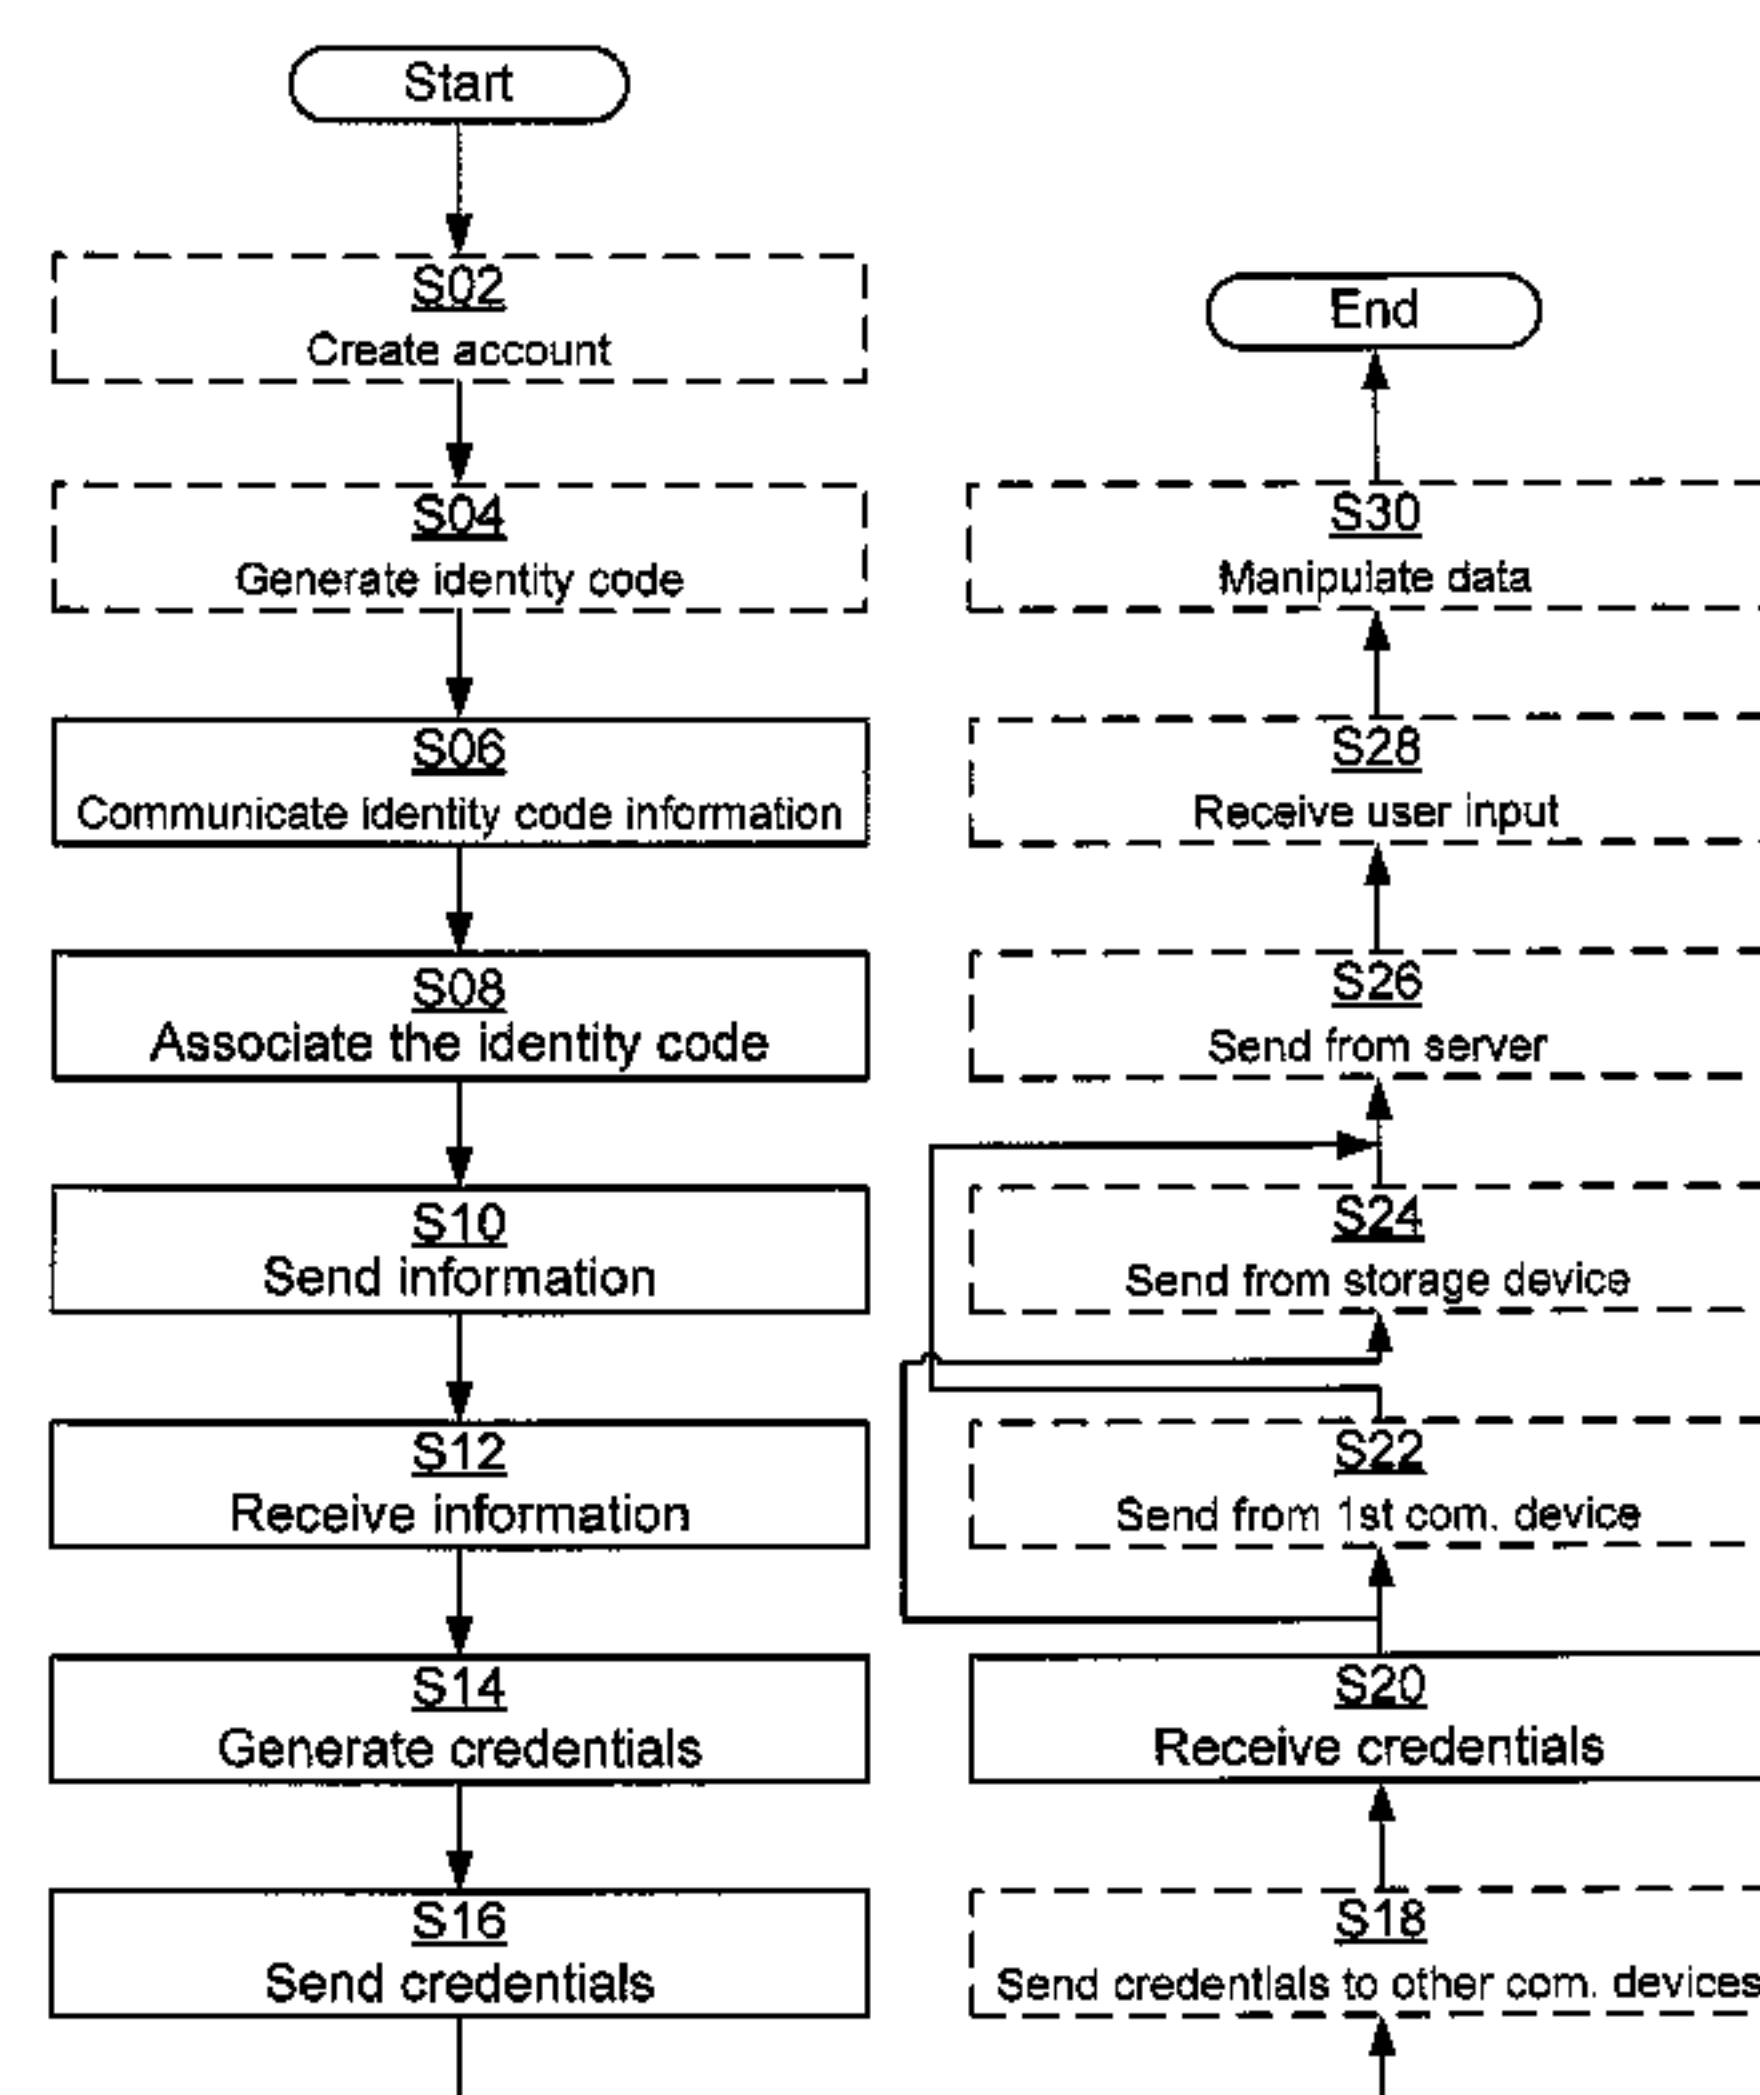 Start
S02
Create account
S04
Generate identity code
S06
Communicate identity code information
S08
Associate the identity code
S10
Send information
S12
Receive information
S14
Generate credentials
S16
Send credentials
End
S30
Manipulate data
S28
Receive user input
S26
Send from server
S24
Send from storage device
S22
Send from 1st com. device
S20
Receive credentials
S18
Send credentials to other com. devices